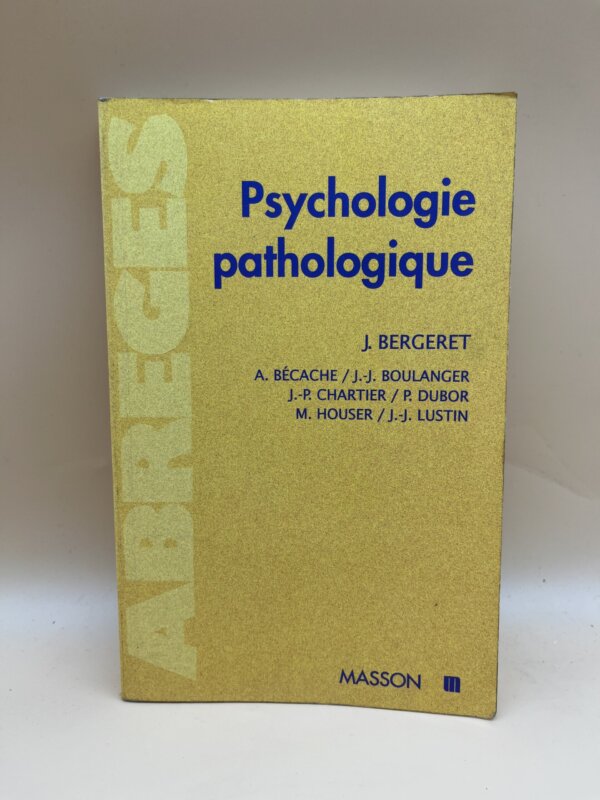 ABREGES
Psychologie
pathologique
J. BERGERET
A. BÉCACHE / J.-J. BOULANGER
J.-P. CHARTIER / P. DUBOR
M. HOUSER / J.-J. LUSTIN
MASSON m